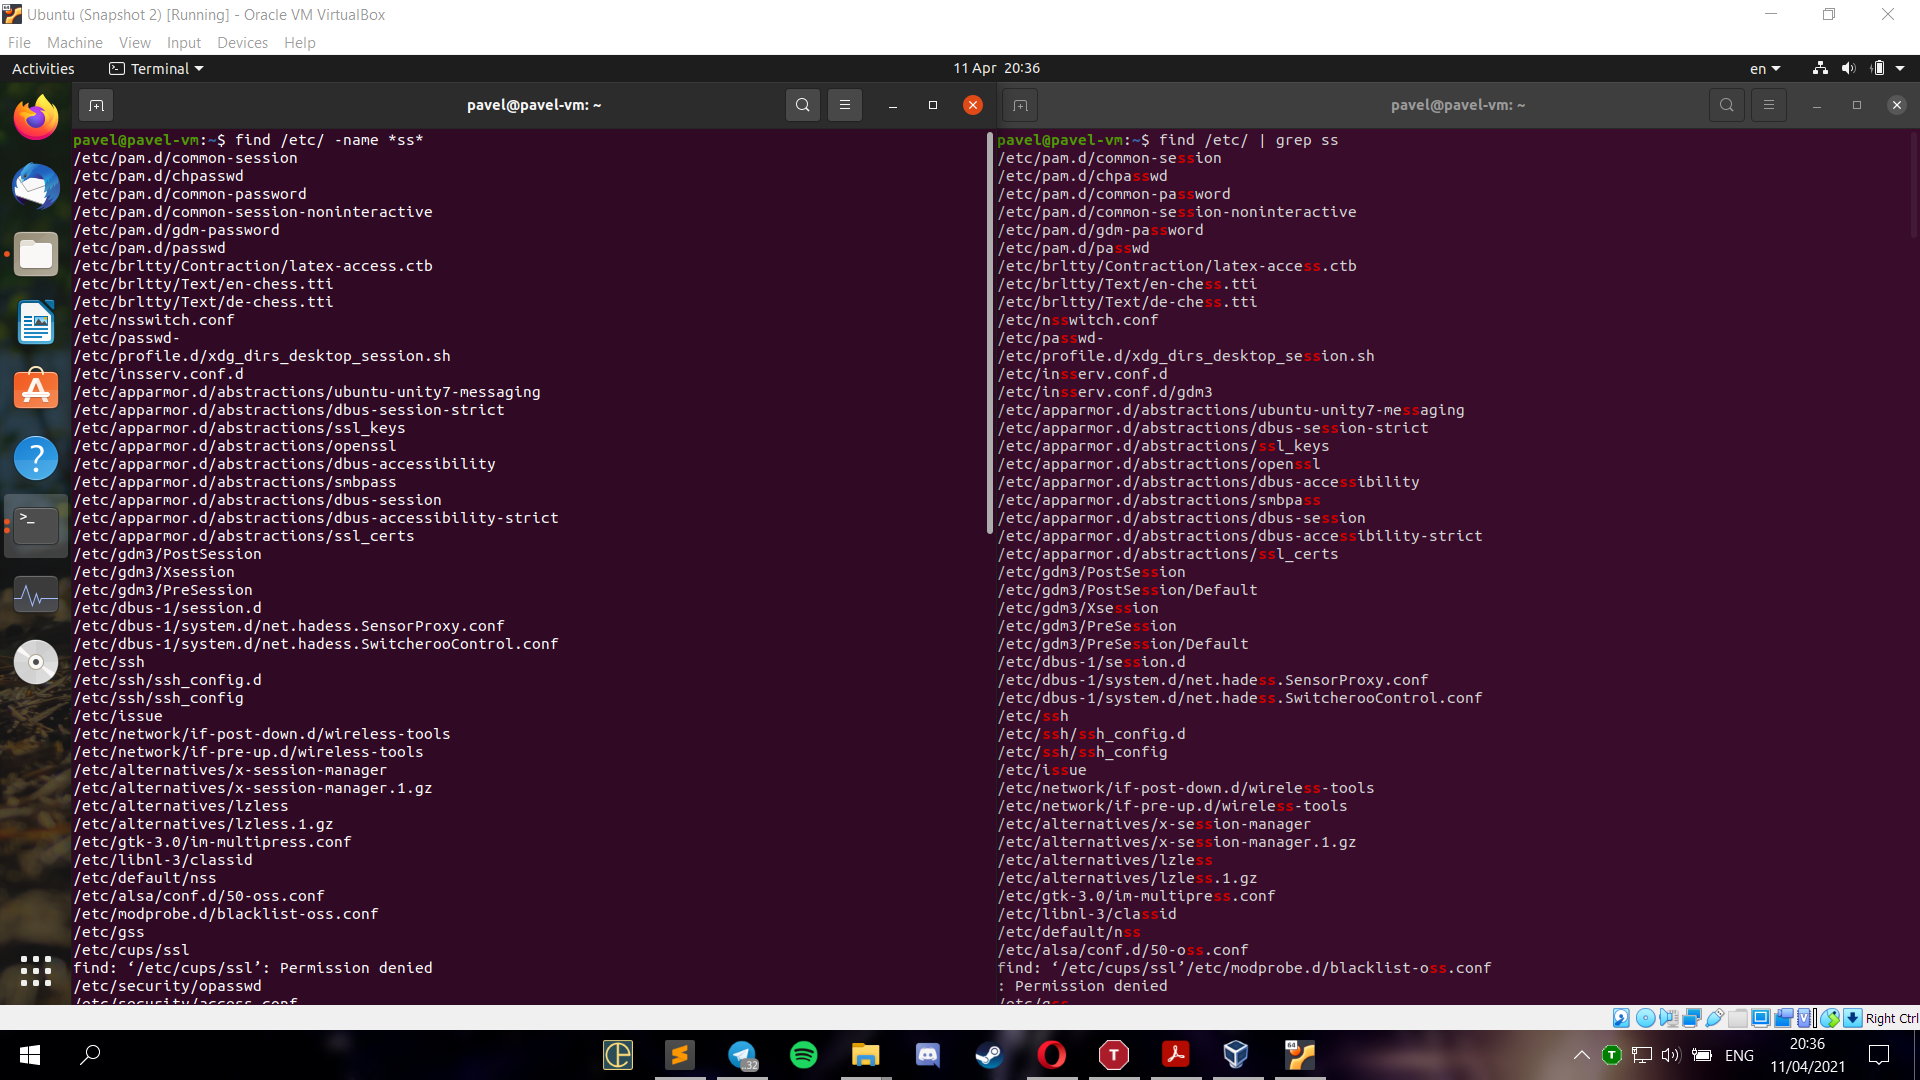 Ubuntu (Snapshot 2) [Running] - Oracle VM VirtualBox
File Machine View Input Devices Help
Activities Terminal 11 Apr 20:36 en
pavel@pavel-vm: ~
pavel@pavel-vm:~$ find /etc/ -name *ss*
/etc/pam.d/common-session
/etc/pam.d/chpasswd
/etc/pam.d/common-password
/etc/pam.d/common-session-noninteractive
/etc/pam.d/gdm-password
/etc/pam.d/passwd
/etc/brltty/Contraction/latex-access.ctb
/etc/brltty/Text/en-chess.tti
/etc/brltty/Text/de-chess.tti
/etc/nsswitch.conf
/etc/passwd-
/etc/profile.d/xdg_dirs_desktop_session.sh
/etc/insserv.conf.d
/etc/apparmor.d/abstractions/ubuntu-unity7-messaging
/etc/apparmor.d/abstractions/dbus-session-strict
/etc/apparmor.d/abstractions/ssl_keys
/etc/apparmor.d/abstractions/openssl
/etc/apparmor.d/abstractions/dbus-accessibility
/etc/apparmor.d/abstractions/smbpass
/etc/apparmor.d/abstractions/dbus-session
/etc/apparmor.d/abstractions/dbus-accessibility-strict
/etc/apparmor.d/abstractions/ssl_certs
/etc/gdm3/PostSession
/etc/gdm3/Xsession
/etc/gdm3/PreSession
/etc/dbus-1/session.d
/etc/dbus-1/system.d/net.hadess.SensorProxy.conf
/etc/dbus-1/system.d/net.hadess.SwitcherooControl.conf
/etc/ssh
/etc/ssh/ssh_config.d
/etc/ssh/ssh_config
/etc/issue
/etc/network/if-post-down.d/wireless-tools
/etc/network/if-pre-up.d/wireless-tools
/etc/alternatives/x-session-manager
/etc/alternatives/x-session-manager.1.gz
/etc/alternatives/lzless
/etc/alternatives/lzless.1.gz
/etc/gtk-3.0/im-multipress.conf
/etc/libnl-3/classid
/etc/default/nss
/etc/alsa/conf.d/50-oss.conf
/etc/modprobe.d/blacklist-oss.conf
/etc/gss
/etc/cups/ssl
find: ‘/etc/cups/ssl’: Permission denied
/etc/security/opasswd
/etc/security/access.conf
pavel@pavel-vm: ~
pavel@pavel-vm:~$ find /etc/ | grep ss
/etc/pam.d/common-session
/etc/pam.d/chpasswd
/etc/pam.d/common-password
/etc/pam.d/common-session-noninteractive
/etc/pam.d/gdm-password
/etc/pam.d/passwd
/etc/brltty/Contraction/latex-access.ctb
/etc/brltty/Text/en-chess.tti
/etc/brltty/Text/de-chess.tti
/etc/nsswitch.conf
/etc/passwd-
/etc/profile.d/xdg_dirs_desktop_session.sh
/etc/insserv.conf.d
/etc/insserv.conf.d/gdm3
/etc/apparmor.d/abstractions/ubuntu-unity7-messaging
/etc/apparmor.d/abstractions/dbus-session-strict
/etc/apparmor.d/abstractions/ssl_keys
/etc/apparmor.d/abstractions/openssl
/etc/apparmor.d/abstractions/dbus-accessibility
/etc/apparmor.d/abstractions/smbpass
/etc/apparmor.d/abstractions/dbus-session
/etc/apparmor.d/abstractions/dbus-accessibility-strict
/etc/apparmor.d/abstractions/ssl_certs
/etc/gdm3/PostSession
/etc/gdm3/PostSession/Default
/etc/gdm3/Xsession
/etc/gdm3/PreSession
/etc/gdm3/PreSession/Default
/etc/dbus-1/session.d
/etc/dbus-1/system.d/net.hadess.SensorProxy.conf
/etc/dbus-1/system.d/net.hadess.SwitcherooControl.conf
/etc/ssh
/etc/ssh/ssh_config.d
/etc/ssh/ssh_config
/etc/issue
/etc/network/if-post-down.d/wireless-tools
/etc/network/if-pre-up.d/wireless-tools
/etc/alternatives/x-session-manager
/etc/alternatives/x-session-manager.1.gz
/etc/alternatives/lzless
/etc/alternatives/lzless.1.gz
/etc/gtk-3.0/im-multipress.conf
/etc/libnl-3/classid
/etc/default/nss
/etc/alsa/conf.d/50-oss.conf
find: ‘/etc/cups/ssl’/etc/modprobe.d/blacklist-oss.conf
: Permission denied
/etc/gss
Right Ctrl
ENG
20:36
11/04/2021